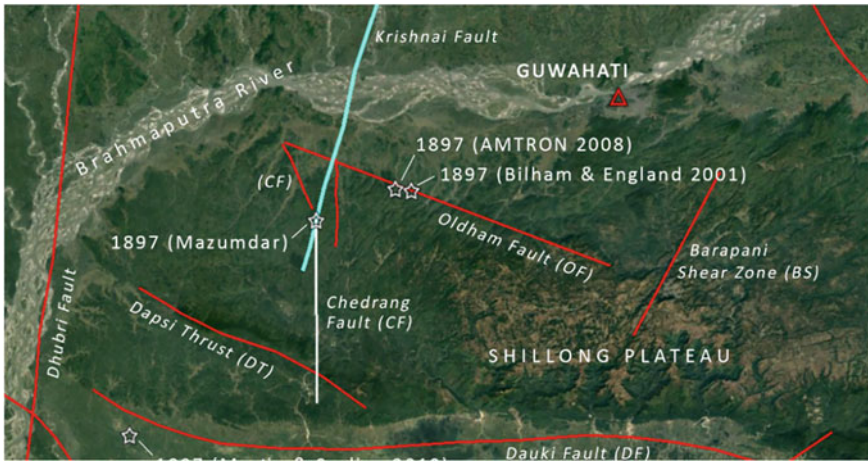 Krishnai Fault
GUWAHATI
Brahmaputra River
1897 (AMTRON 2008)
(CF)
1897 (Bilham & England 2001)
1897 (Mazumdar)
Oldham Fault (OF)
Barapani
Shear Zone (BS)
Dhubri Fault
Chedrang
Fault (CF)
Dapsi Thrust (DT)
SHILLONG PLATEAU
Dauki Fault (DF)
1897